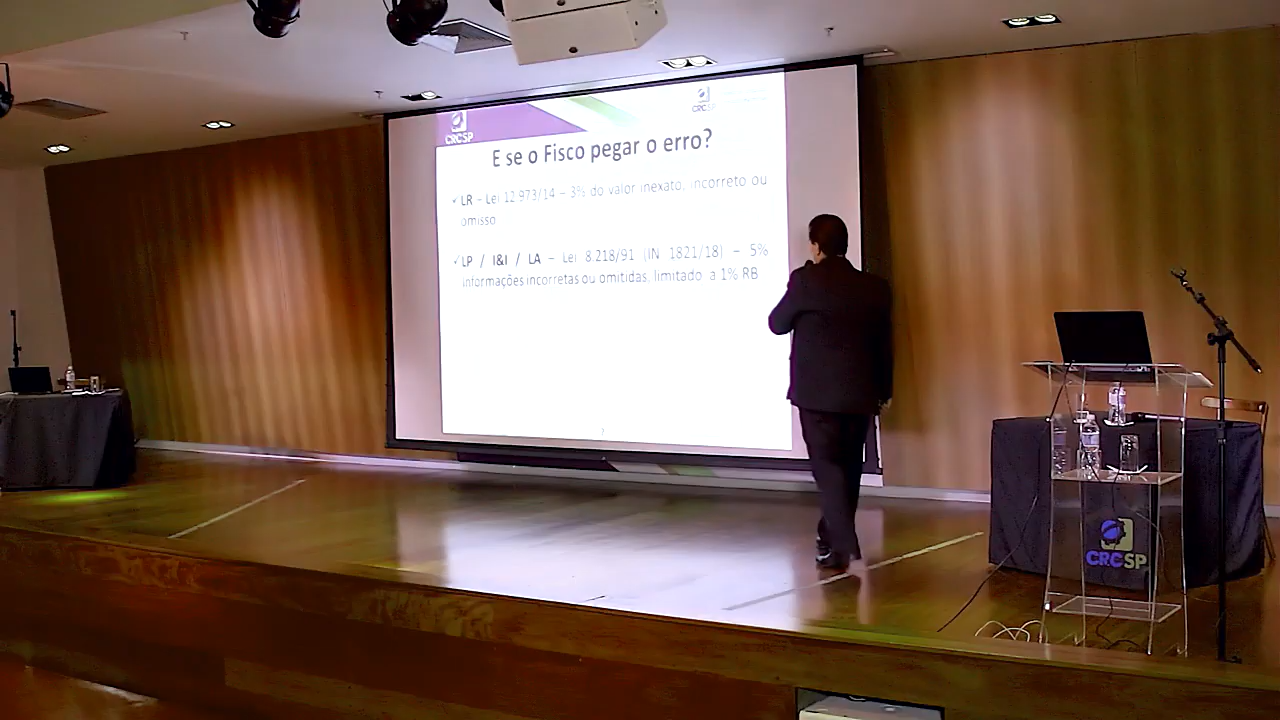 CRCSP
CRCSP
E se o Fisco pegar o erro?
LR – Lei 12.973/14 – 3% do valor inexato, incorreto ou
omisso
LP / I&I / LA – Lei 8.218/91 (IN 1821/18) – 5%
informações incorretas ou omitidas, limitado a 1% RB
CRCSP